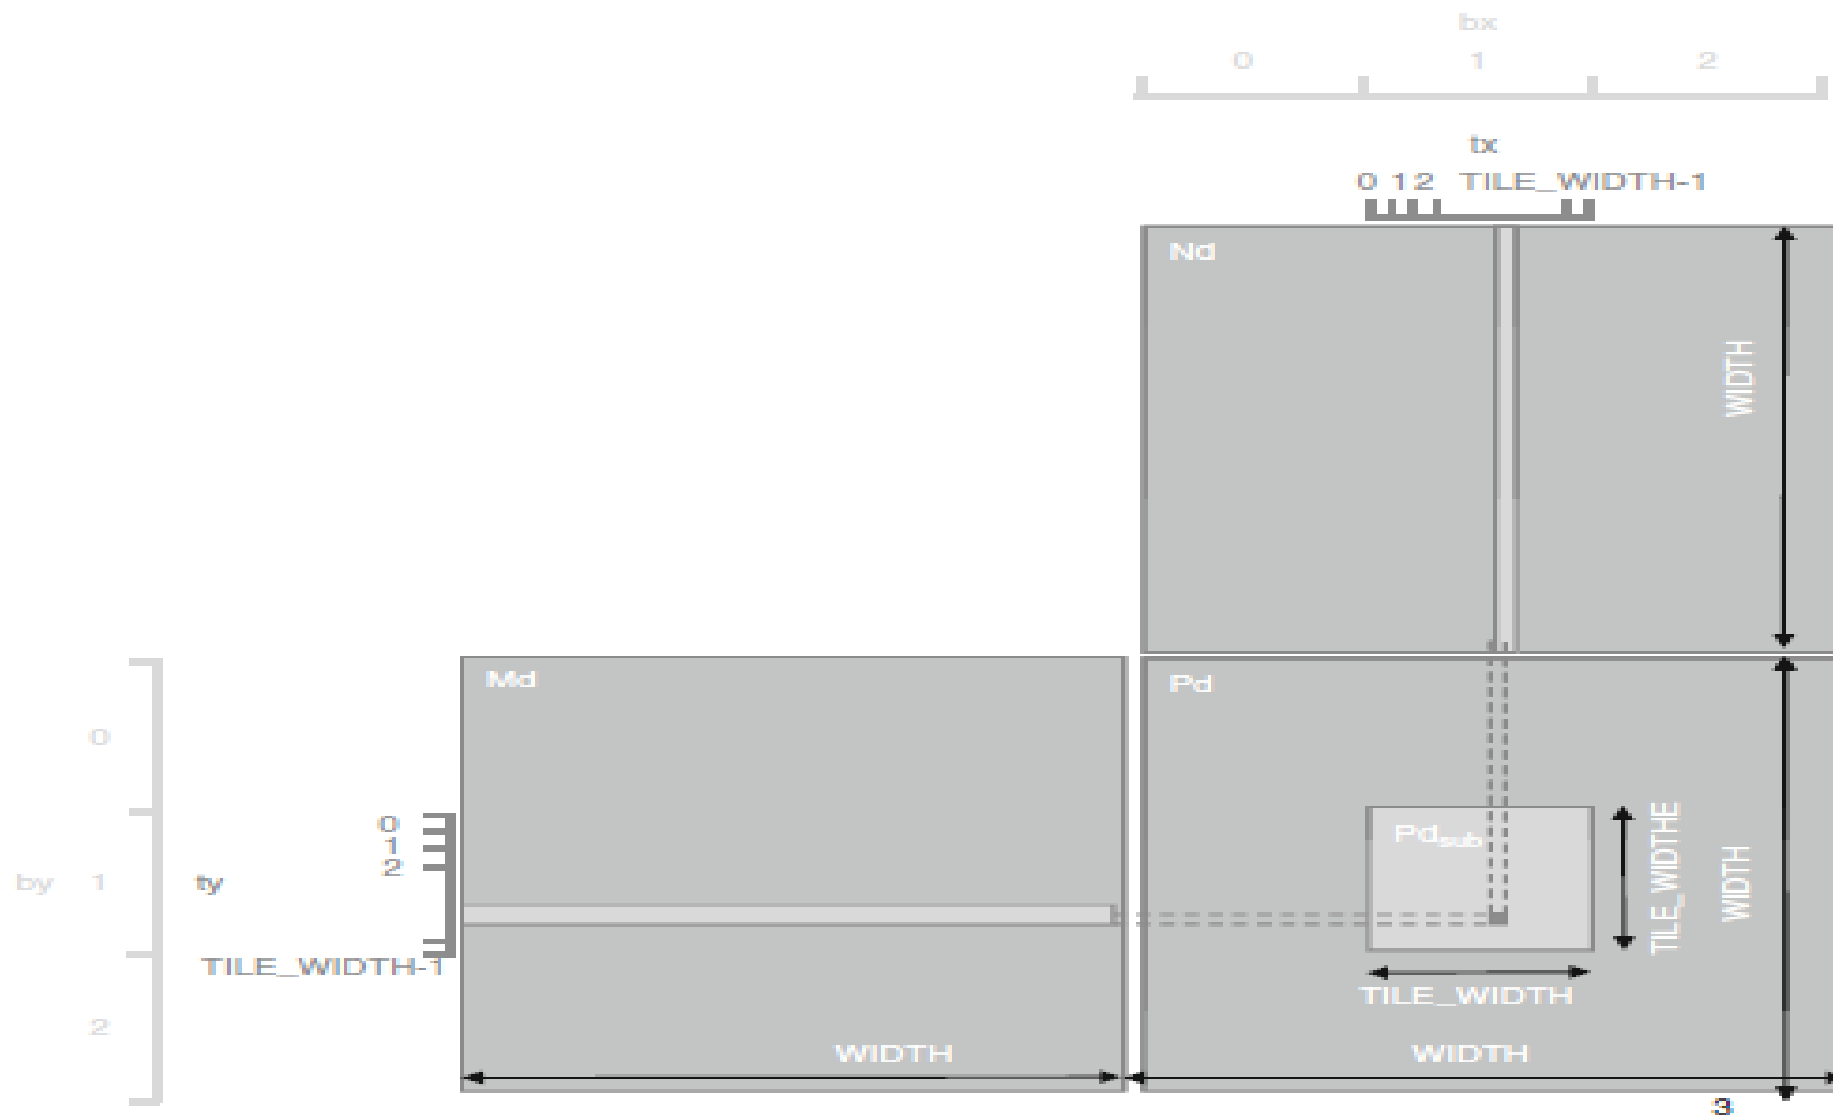 bx
0 1 2
tx
0 1 2 TILE_WIDTH-1
Nd
WIDTH
Md
Pd
0
0
1
2
Pdsub
TILE_WIDTHE
WIDTH
by 1 ty
TILE_WIDTH-1
TILE_WIDTH
2
WIDTH
WIDTH
3